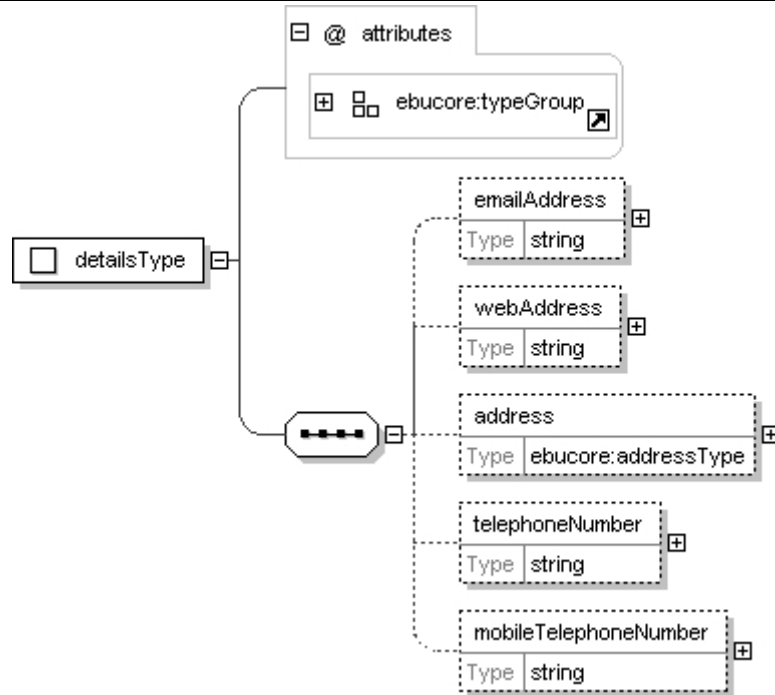 @ attributes
ebucore:typeGroup
detailsType
emailAddress
Type string
webAddress
Type string
address
Type ebucore:addressType
telephoneNumber
Type string
mobileTelephoneNumber
Type string